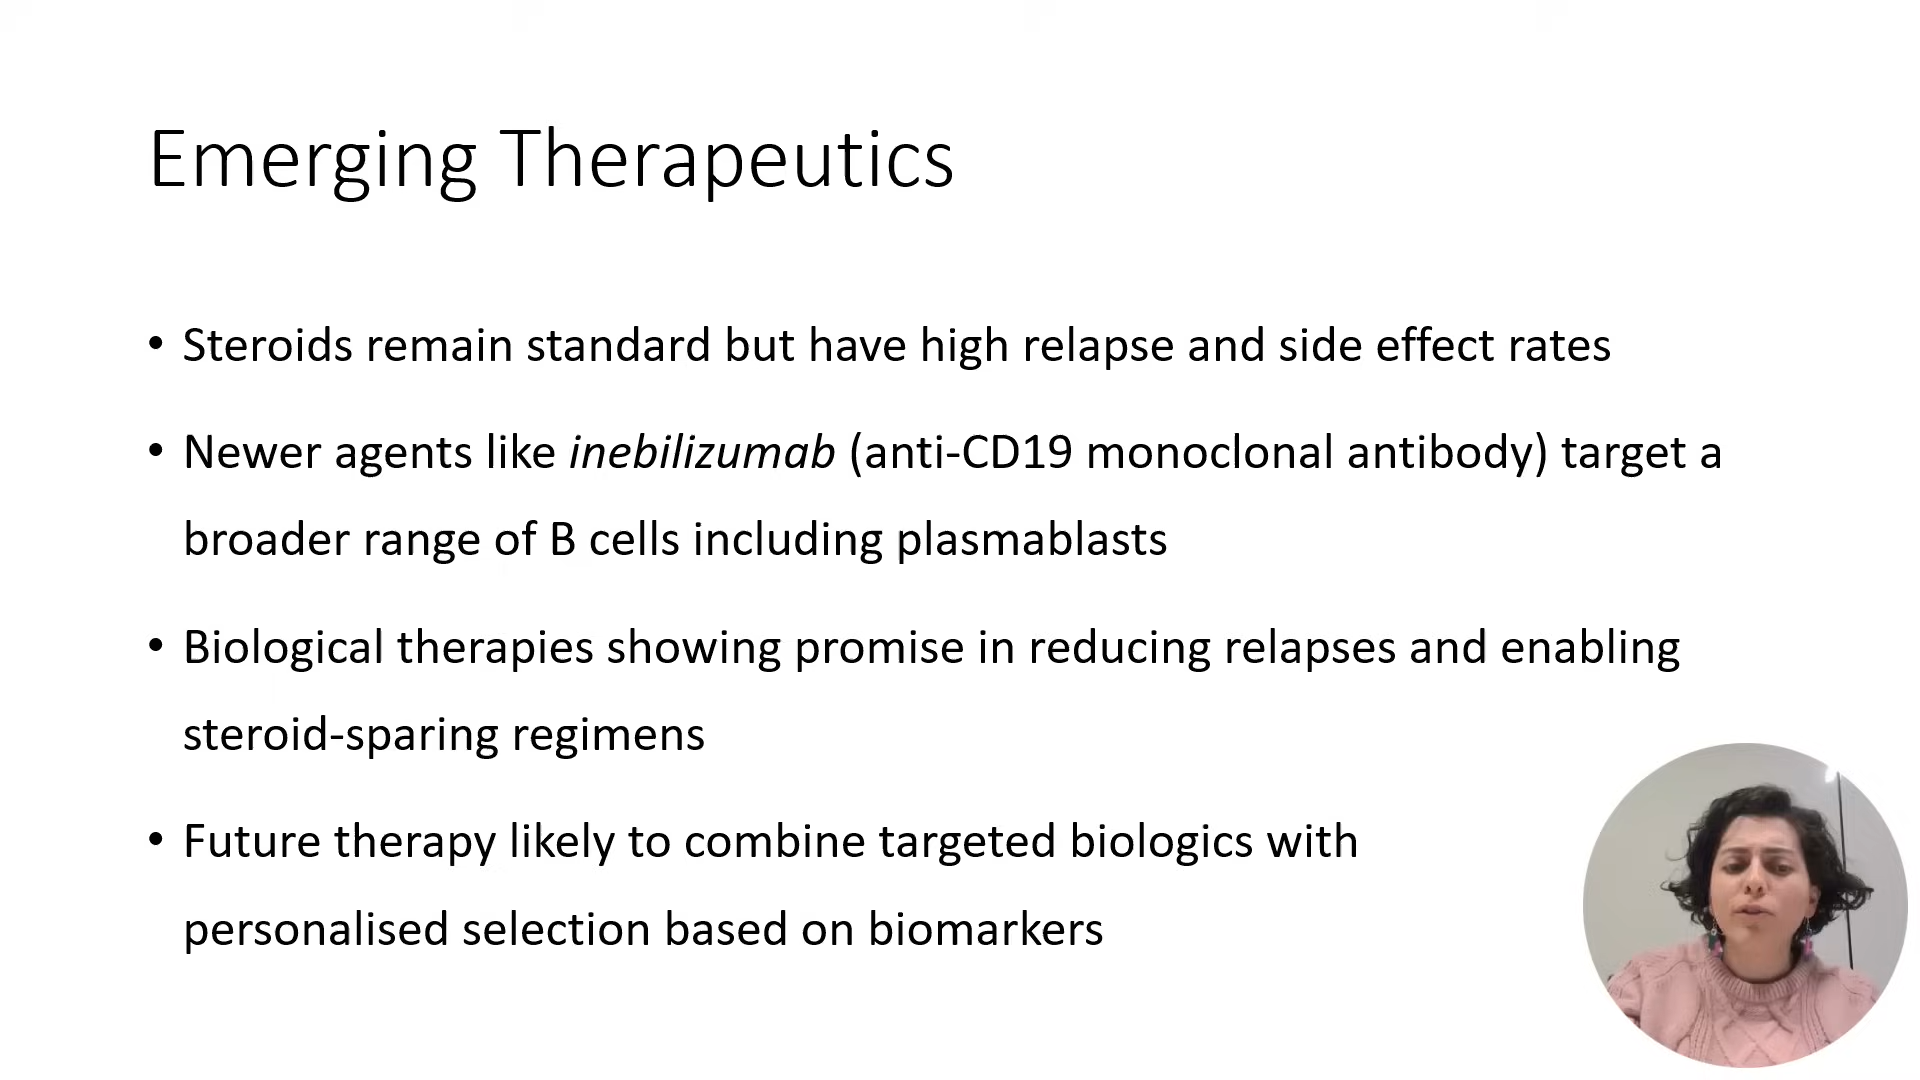 Emerging Therapeutics
• Steroids remain standard but have high relapse and side effect rates
• Newer agents like inebilizumab (anti-CD19 monoclonal antibody) target a
broader range of B cells including plasmablasts
• Biological therapies showing promise in reducing relapses and enabling
steroid-sparing regimens
• Future therapy likely to combine targeted biologics with
personalised selection based on biomarkers